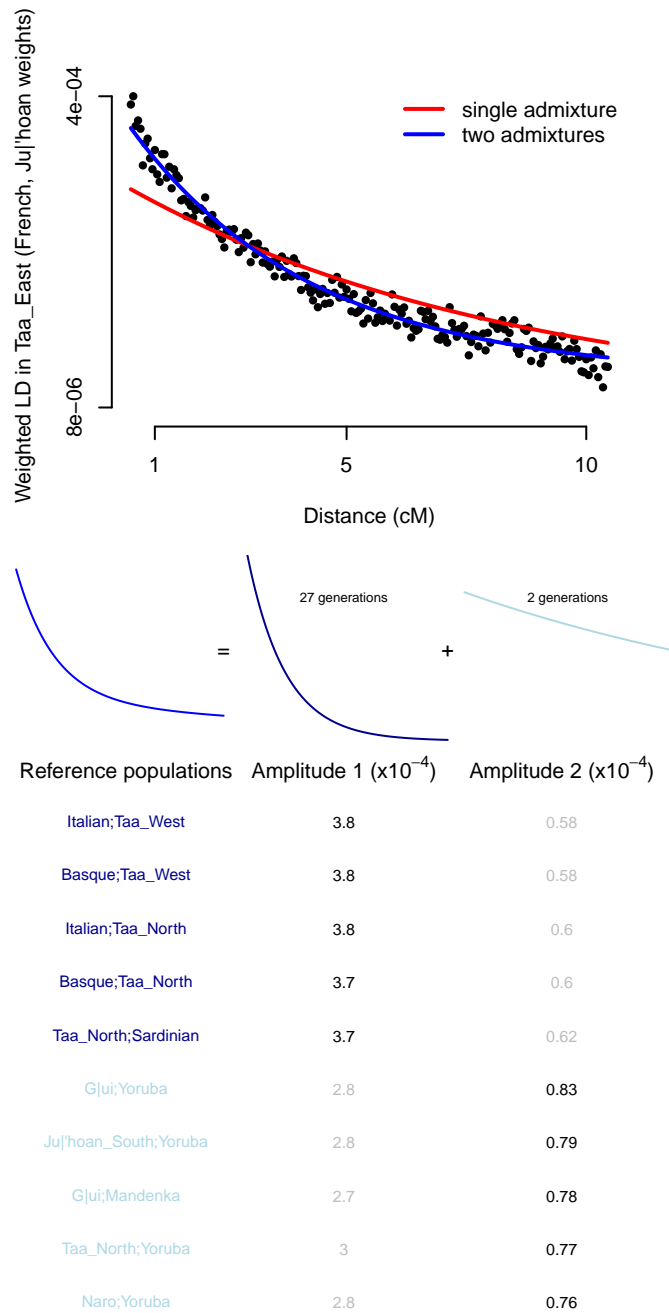 Weighted LD in Taa_East (French, Ju|'hoan weights)
4e−04
8e−06
single admixture
two admixtures
1 5 10
Distance (cM)
27 generations 2 generations
= +
Reference populations Amplitude 1 (x10−4) Amplitude 2 (x10−4)
Italian;Taa_West 3.8 0.58
Basque;Taa_West 3.8 0.58
Italian;Taa_North 3.8 0.6
Basque;Taa_North 3.7 0.6
Taa_North;Sardinian 3.7 0.62
G|ui;Yoruba 2.8 0.83
Ju|'hoan_South;Yoruba 2.8 0.79
G|ui;Mandenka 2.7 0.78
Taa_North;Yoruba 3 0.77
Naro;Yoruba 2.8 0.76